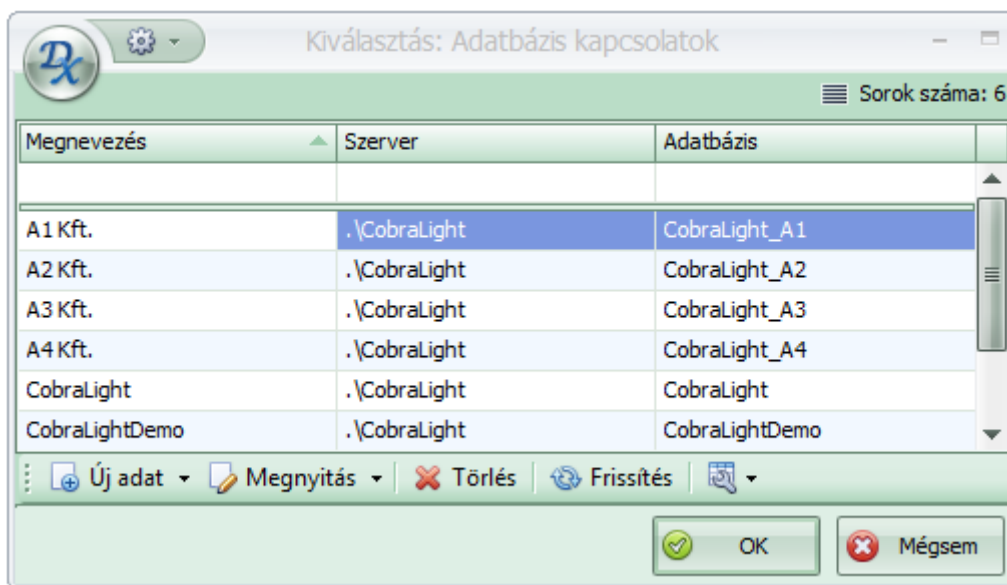 DX
Kiválasztás: Adatbázis kapcsolatok
Sorok száma: 6
Megnevezés Szerver Adatbázis
A1 Kft. .\CobraLight CobraLight_A1
A2 Kft. .\CobraLight CobraLight_A2
A3 Kft. .\CobraLight CobraLight_A3
A4 Kft. .\CobraLight CobraLight_A4
CobraLight .\CobraLight CobraLight
CobraLightDemo .\CobraLight CobraLightDemo
Új adat Megnyitás Törlés Frissítés
OK Mégsem